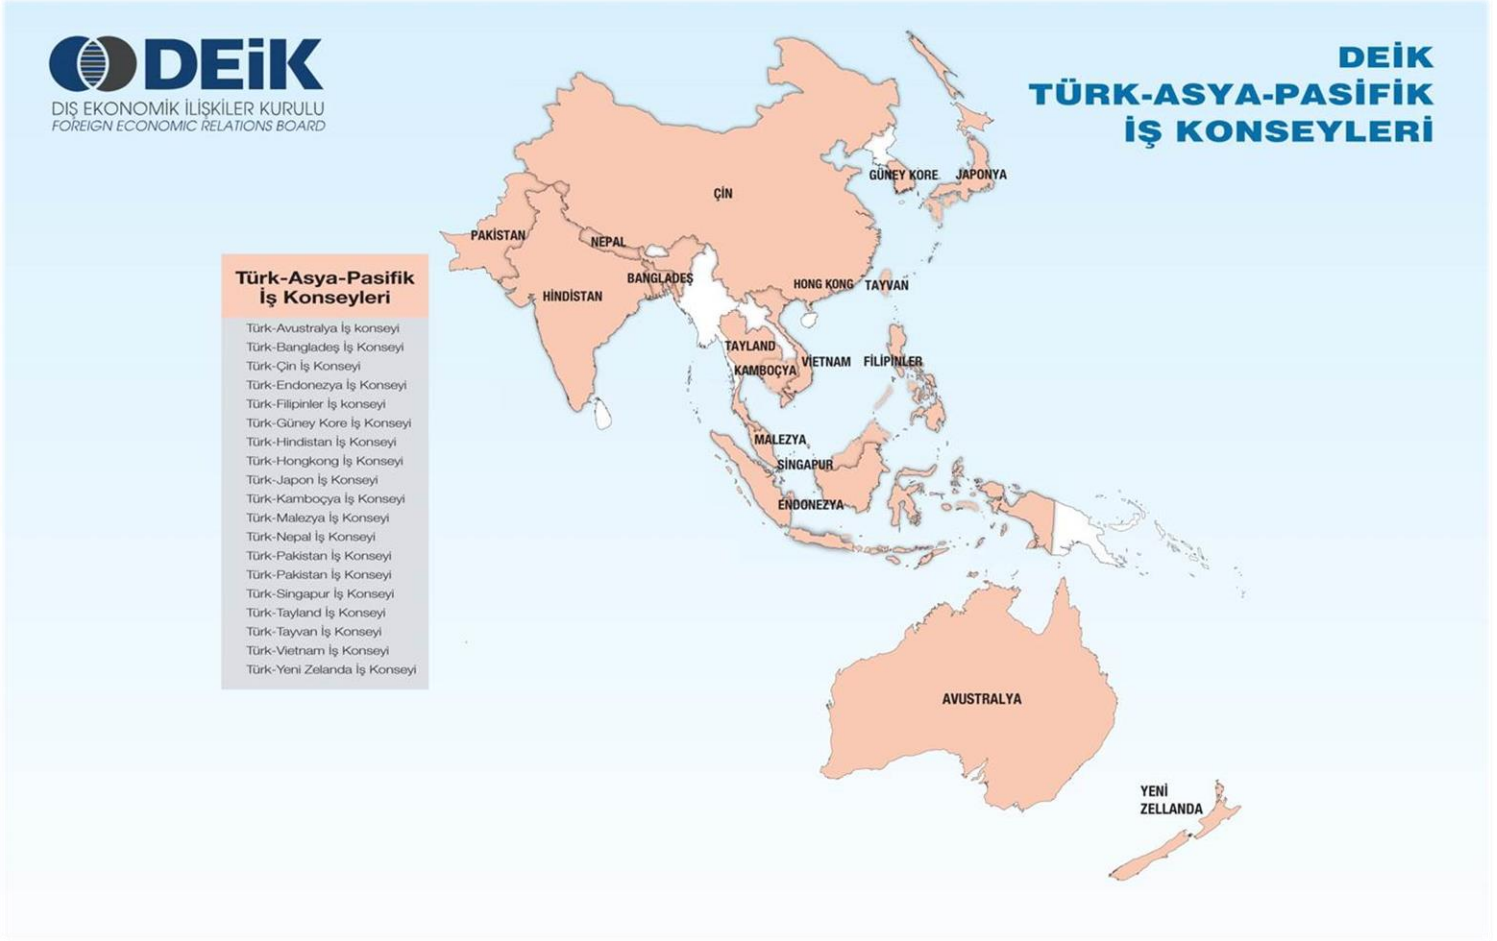 DEİK
DIŞ EKONOMİK İLİŞKİLER KURULU
FOREIGN ECONOMIC RELATIONS BOARD
DEİK
TÜRK-ASYA-PASİFİK
İŞ KONSEYLERİ
Türk-Asya-Pasifik
İş Konseyleri
Türk-Avustralya İş konseyi
Türk-Bangladeş İş Konseyi
Türk-Çin İş Konseyi
Türk-Endonezya İş Konseyi
Türk-Filipinler İş konseyi
Türk-Güney Kore İş Konseyi
Türk-Hindistan İş Konseyi
Türk-Hongkong İş Konseyi
Türk-Japon İş Konseyi
Türk-Kamboçya İş Konseyi
Türk-Malezya İş Konseyi
Türk-Nepal İş Konseyi
Türk-Pakistan İş Konseyi
Türk-Pakistan İş Konseyi
Türk-Singapur İş Konseyi
Türk-Tayland İş Konseyi
Türk-Tayvan İş Konseyi
Türk-Vietnam İş Konseyi
Türk-Yeni Zelanda İş Konseyi
GÜNEY KORE
JAPONYA
ÇİN
PAKİSTAN
NEPAL
BANGLADEŞ
HİNDİSTAN
HONG KONG
TAYVAN
TAYLAND
KAMBOÇYA
VİETNAM
FİLİPİNLER
MALEZYA
SİNGAPUR
ENDONEZYA
AVUSTRALYA
YENİ
ZELLANDA